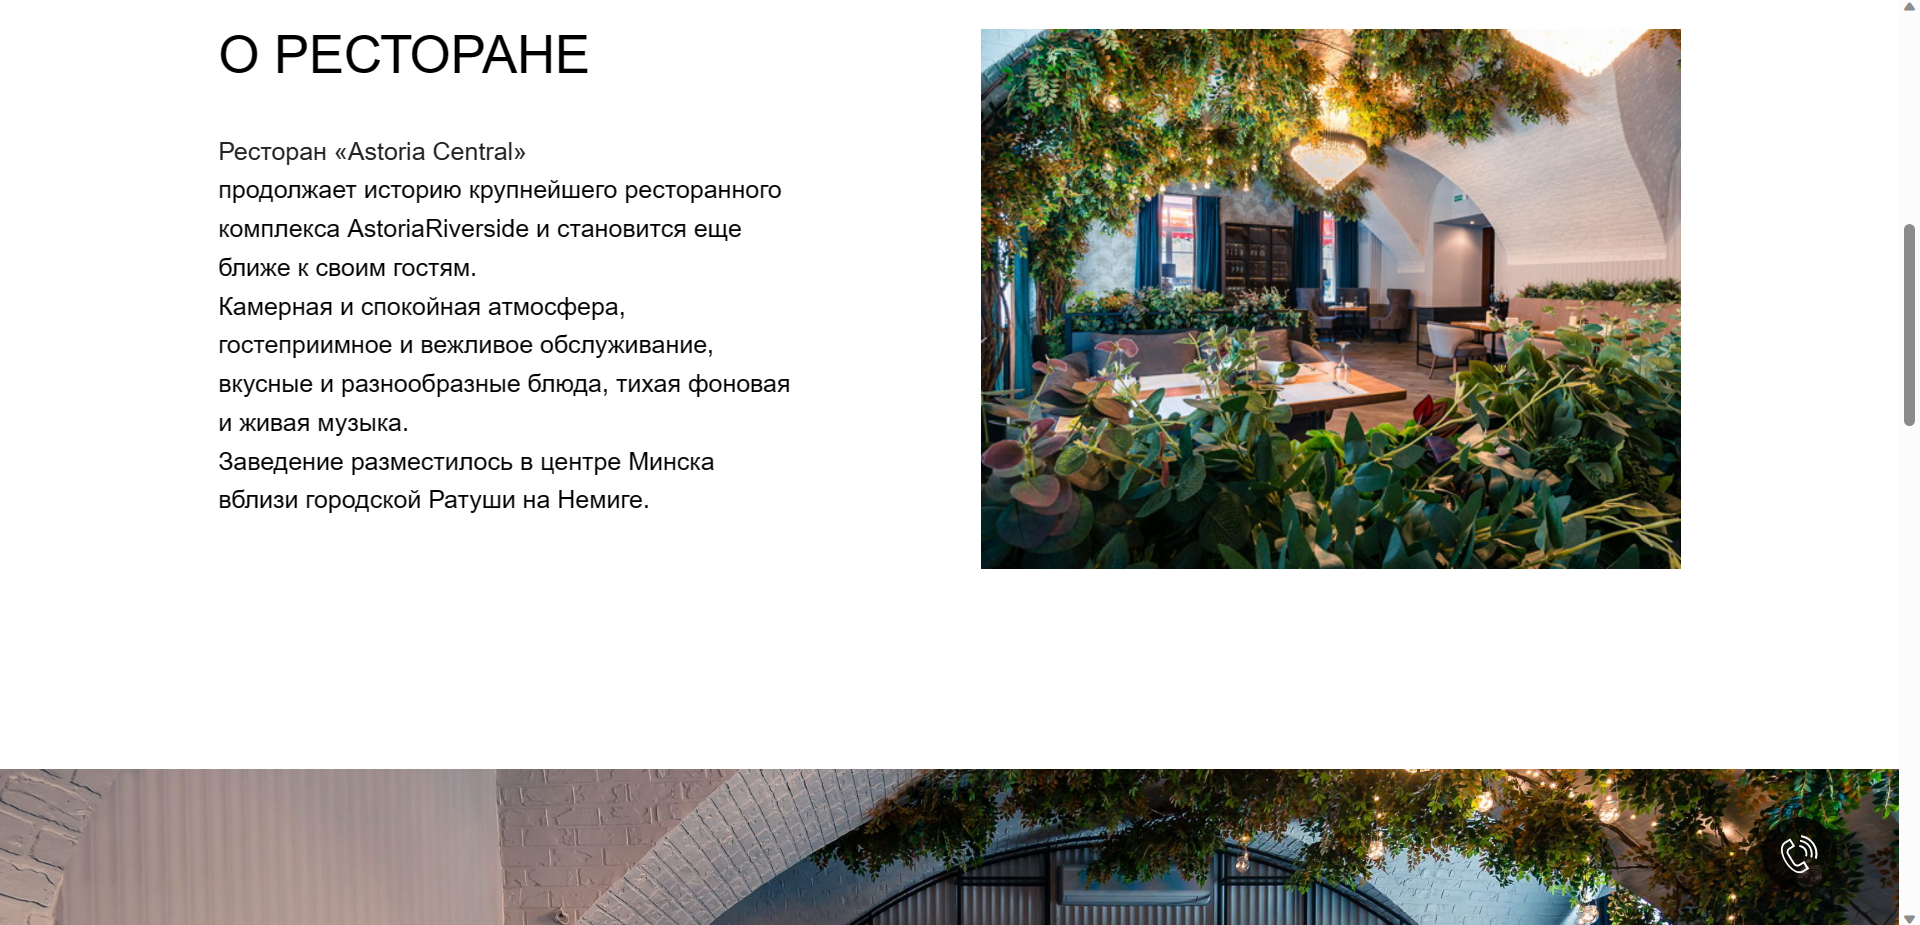 О РЕСТОРАНЕ
Ресторан «Astoria Central»
продолжает историю крупнейшего ресторанного
комплекса AstoriaRiverside и становится еще
ближе к своим гостям.
Камерная и спокойная атмосфера,
гостеприимное и вежливое обслуживание,
вкусные и разнообразные блюда, тихая фоновая
и живая музыка.
Заведение разместилось в центре Минска
вблизи городской Ратуши на Немиге.